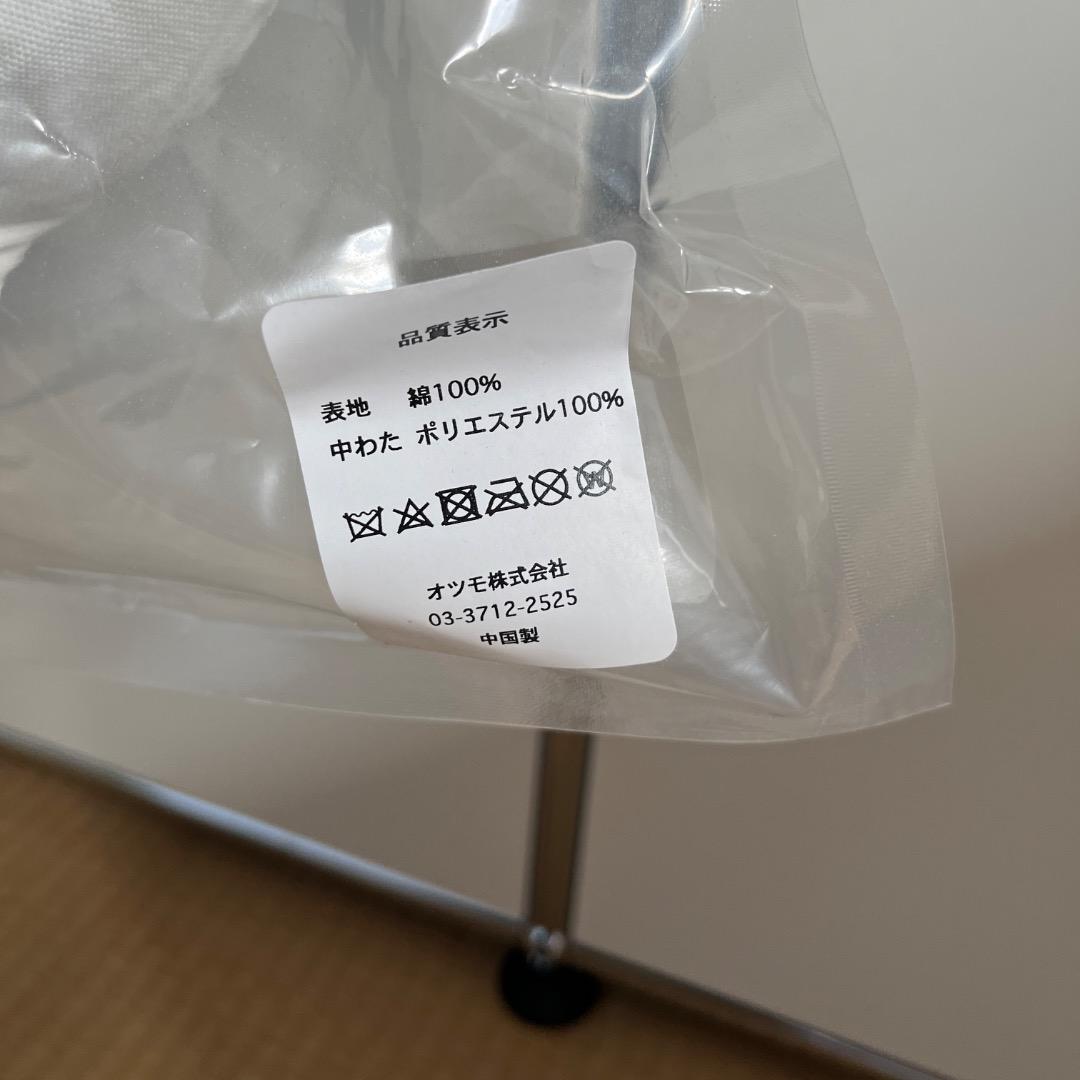 品質表示
表地 綿100%
中わた ポリエステル100%
W
オツモ株式会社
03-3712-2525
中国製